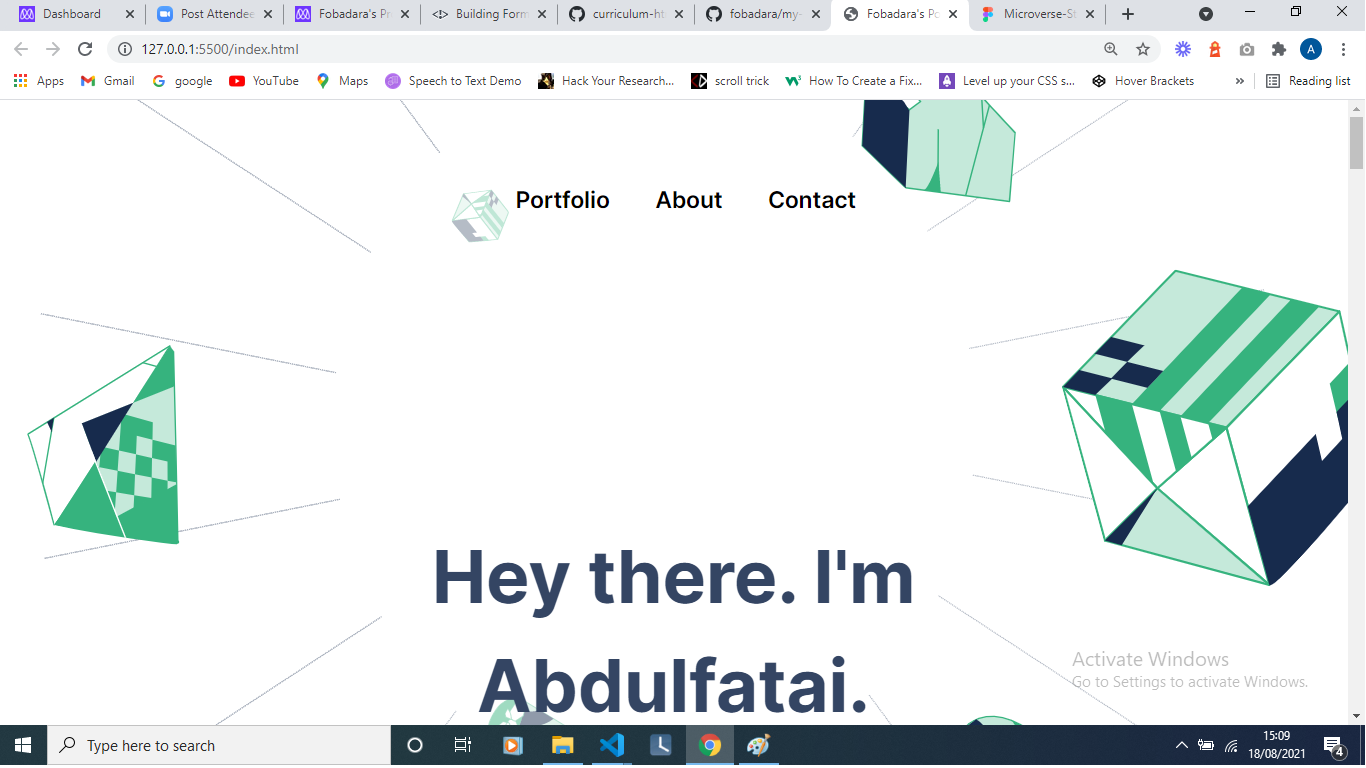 Dashboard
Post Attendee
Fobadara's Pr
Building Form
curriculum-ht
fobadara/my-
Fobadara's Po
Microverse-St
127.0.0.1:5500/index.html
A
Apps
Gmail
google
YouTube
Maps
Speech to Text Demo
Hack Your Research...
scroll trick
How To Create a Fix...
Level up your CSS s...
Hover Brackets
»
Reading list
Portfolio
About
Contact
Hey there. I'm
Abdulfatai.
Activate Windows
Go to Settings to activate Windows.
Type here to search
15:09
18/08/2021
4